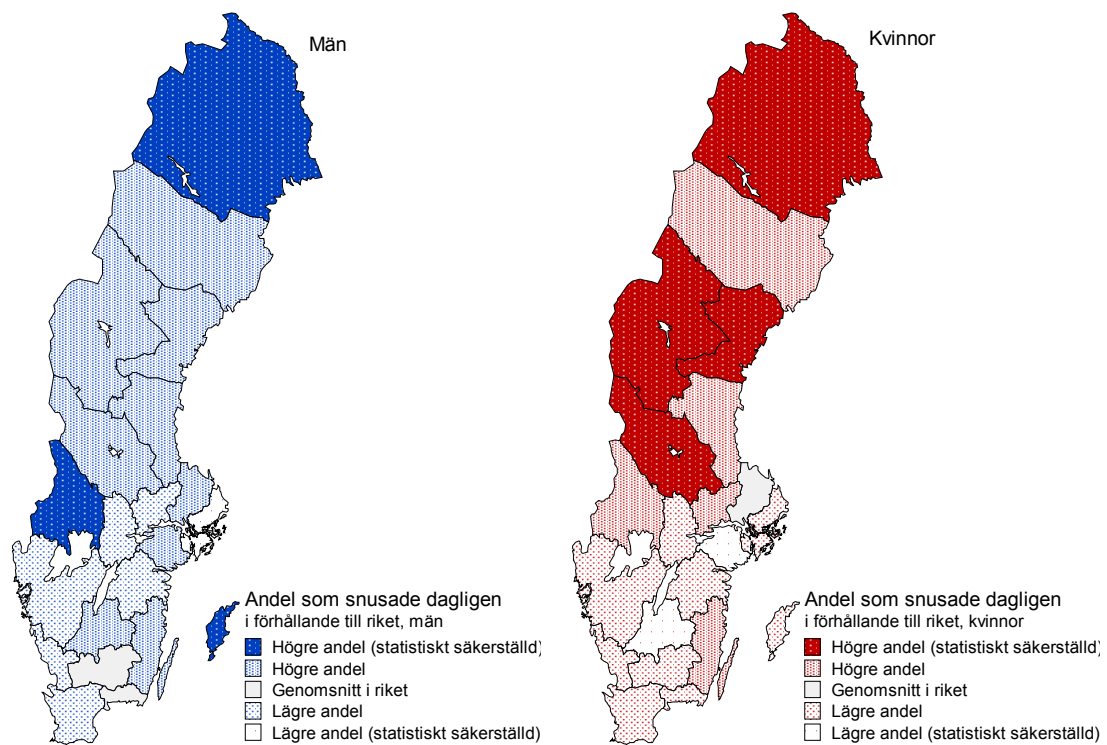 Män
Andel som snusade dagligen
i förhållande till riket, män
Högre andel (statistiskt säkerställd)
Högre andel
Genomsnitt i riket
Lägre andel
Lägre andel (statistiskt säkerställd)
Kvinnor
Andel som snusade dagligen
i förhållande till riket, kvinnor
Högre andel (statistiskt säkerställd)
Högre andel
Genomsnitt i riket
Lägre andel
Lägre andel (statistiskt säkerställd)